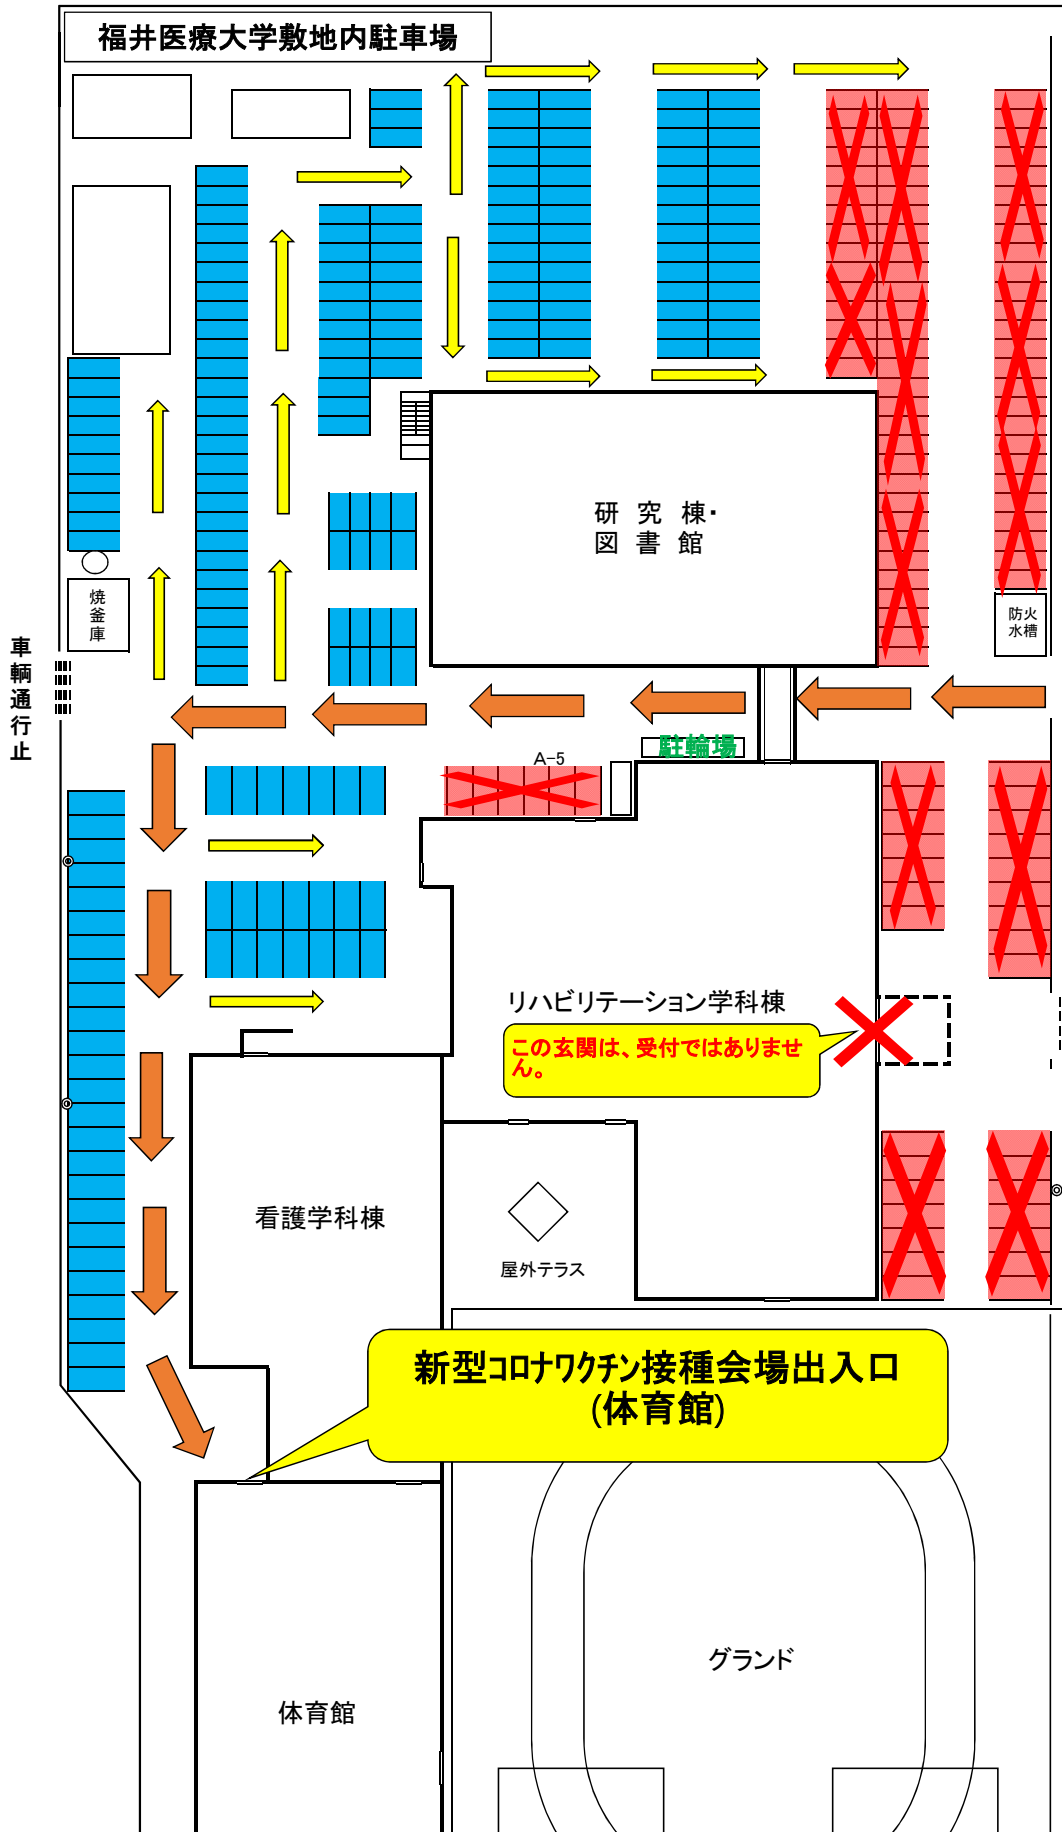 福井医療大学敷地内駐車場
研 究 棟・
図 書 館
焼
釜
庫
防火
水槽
車輌通行止
駐輪場
A-5
リハビリテーション学科棟
この玄関は、受付ではありませ
ん。
看護学科棟
屋外テラス
新型コロナワクチン接種会場出入口
(体育館)
グランド
体育館